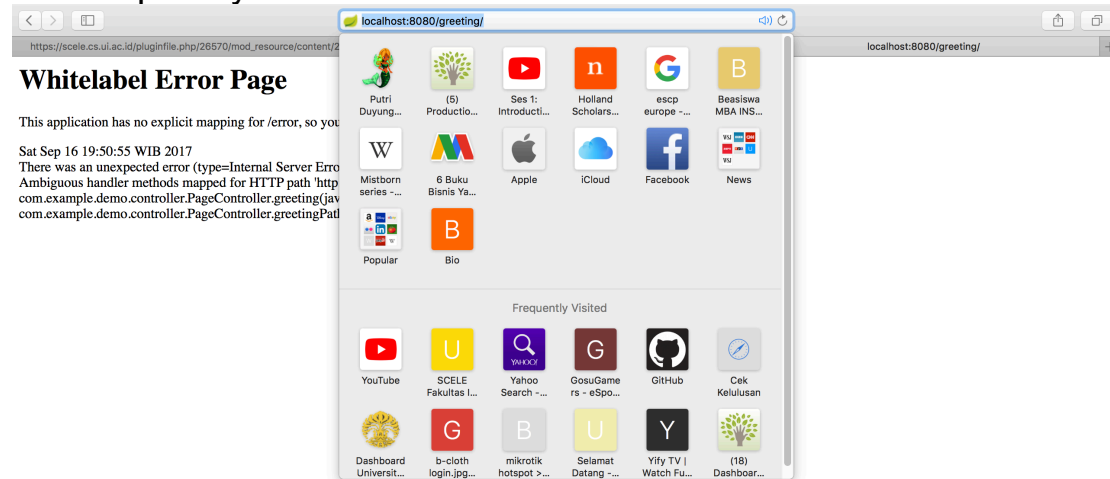 localhost:8080/greeting/
https://scele.cs.ui.ac.id/pluginfile.php/26570/mod_resource/content/2
localhost:8080/greeting/
Whitelabel Error Page
This application has no explicit mapping for /error, so you
Sat Sep 16 19:50:55 WIB 2017
There was an unexpected error (type=Internal Server Erro
Ambiguous handler methods mapped for HTTP path 'http
com.example.demo.controller.PageController.greeting(jav
com.example.demo.controller.PageController.greetingPath
n
B
Putri Duyung...
(5) Productio...
Ses 1: Introducti...
Holland Scholars...
escp europe -...
Beasiswa MBA INS...
W
Mistborn series -...
6 Buku Bisnis Ya...
Apple
iCloud
Facebook
News
B
Popular
Bio
Frequently Visited
U
YAHOO!
G
YouTube
SCELE Fakultas I...
Yahoo Search -...
GosuGame rs - eSpo...
GitHub
Cek Kelulusan
G
B
U
Y
Dashboard Universit...
b-cloth login.jpg...
mikrotik hotspot >...
Selamat Datang -...
Yify TV | Watch Fu...
(18) Dashboar...